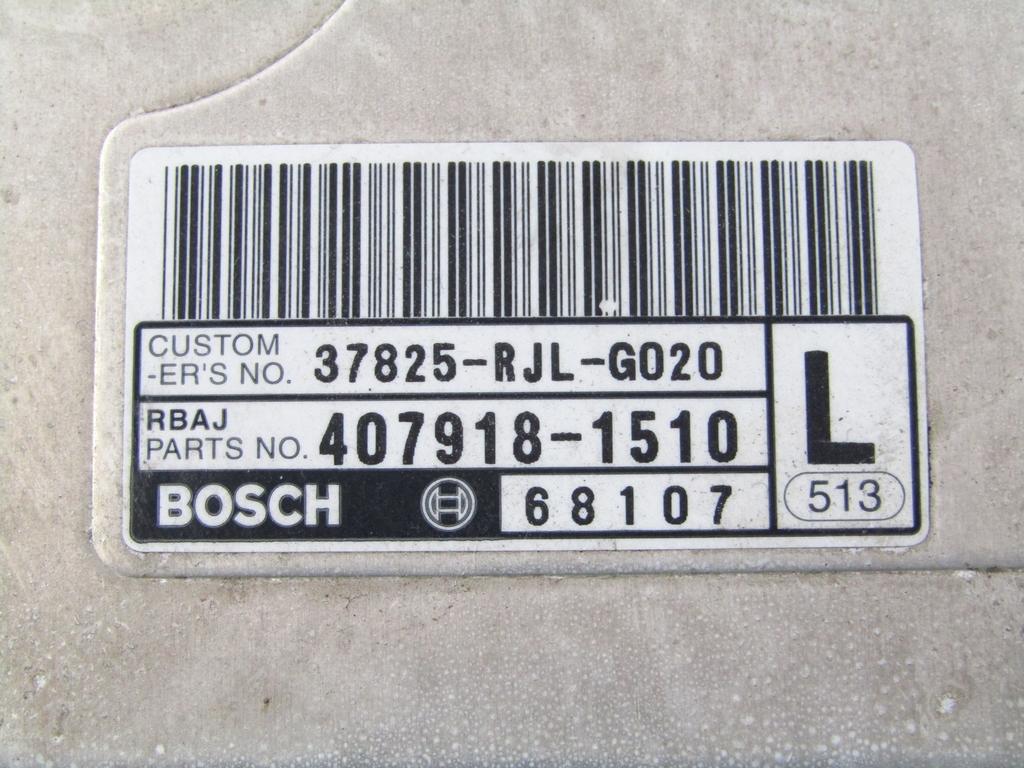 CUSTOM
-ER'S NO. 37825-RJL-G020
RBAJ
PARTS NO. 407918-1510
BOSCH 68107
L
513